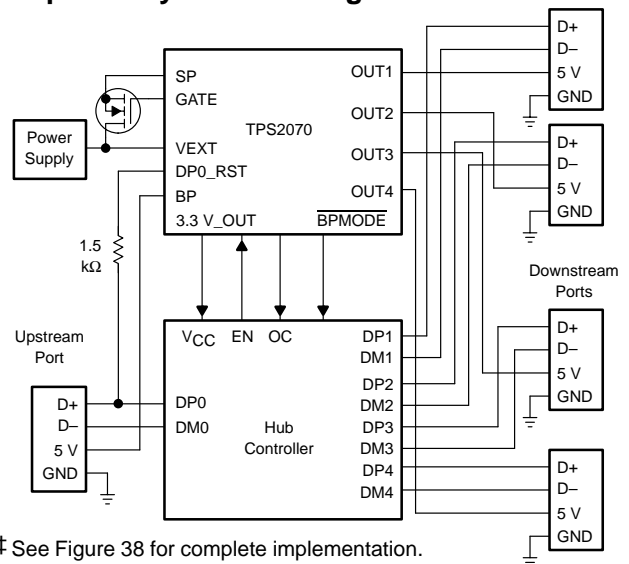 SP
GATE
TPS2070
Power
Supply
VEXT
DP0_RST
BP
3.3 V_OUT
BPMODE
OUT1
OUT2
OUT3
OUT4
D+
D–
5 V
GND
D+
D–
5 V
GND
1.5
kΩ
Downstream
Ports
Upstream
Port
VCC EN OC
DP1
DM1
DP2
DM2
DP3
DM3
DP4
DM4
DP0
DM0
Hub
Controller
D+
D–
5 V
GND
D+
D–
5 V
GND
D+
D–
5 V
GND
‡ See Figure 38 for complete implementation.